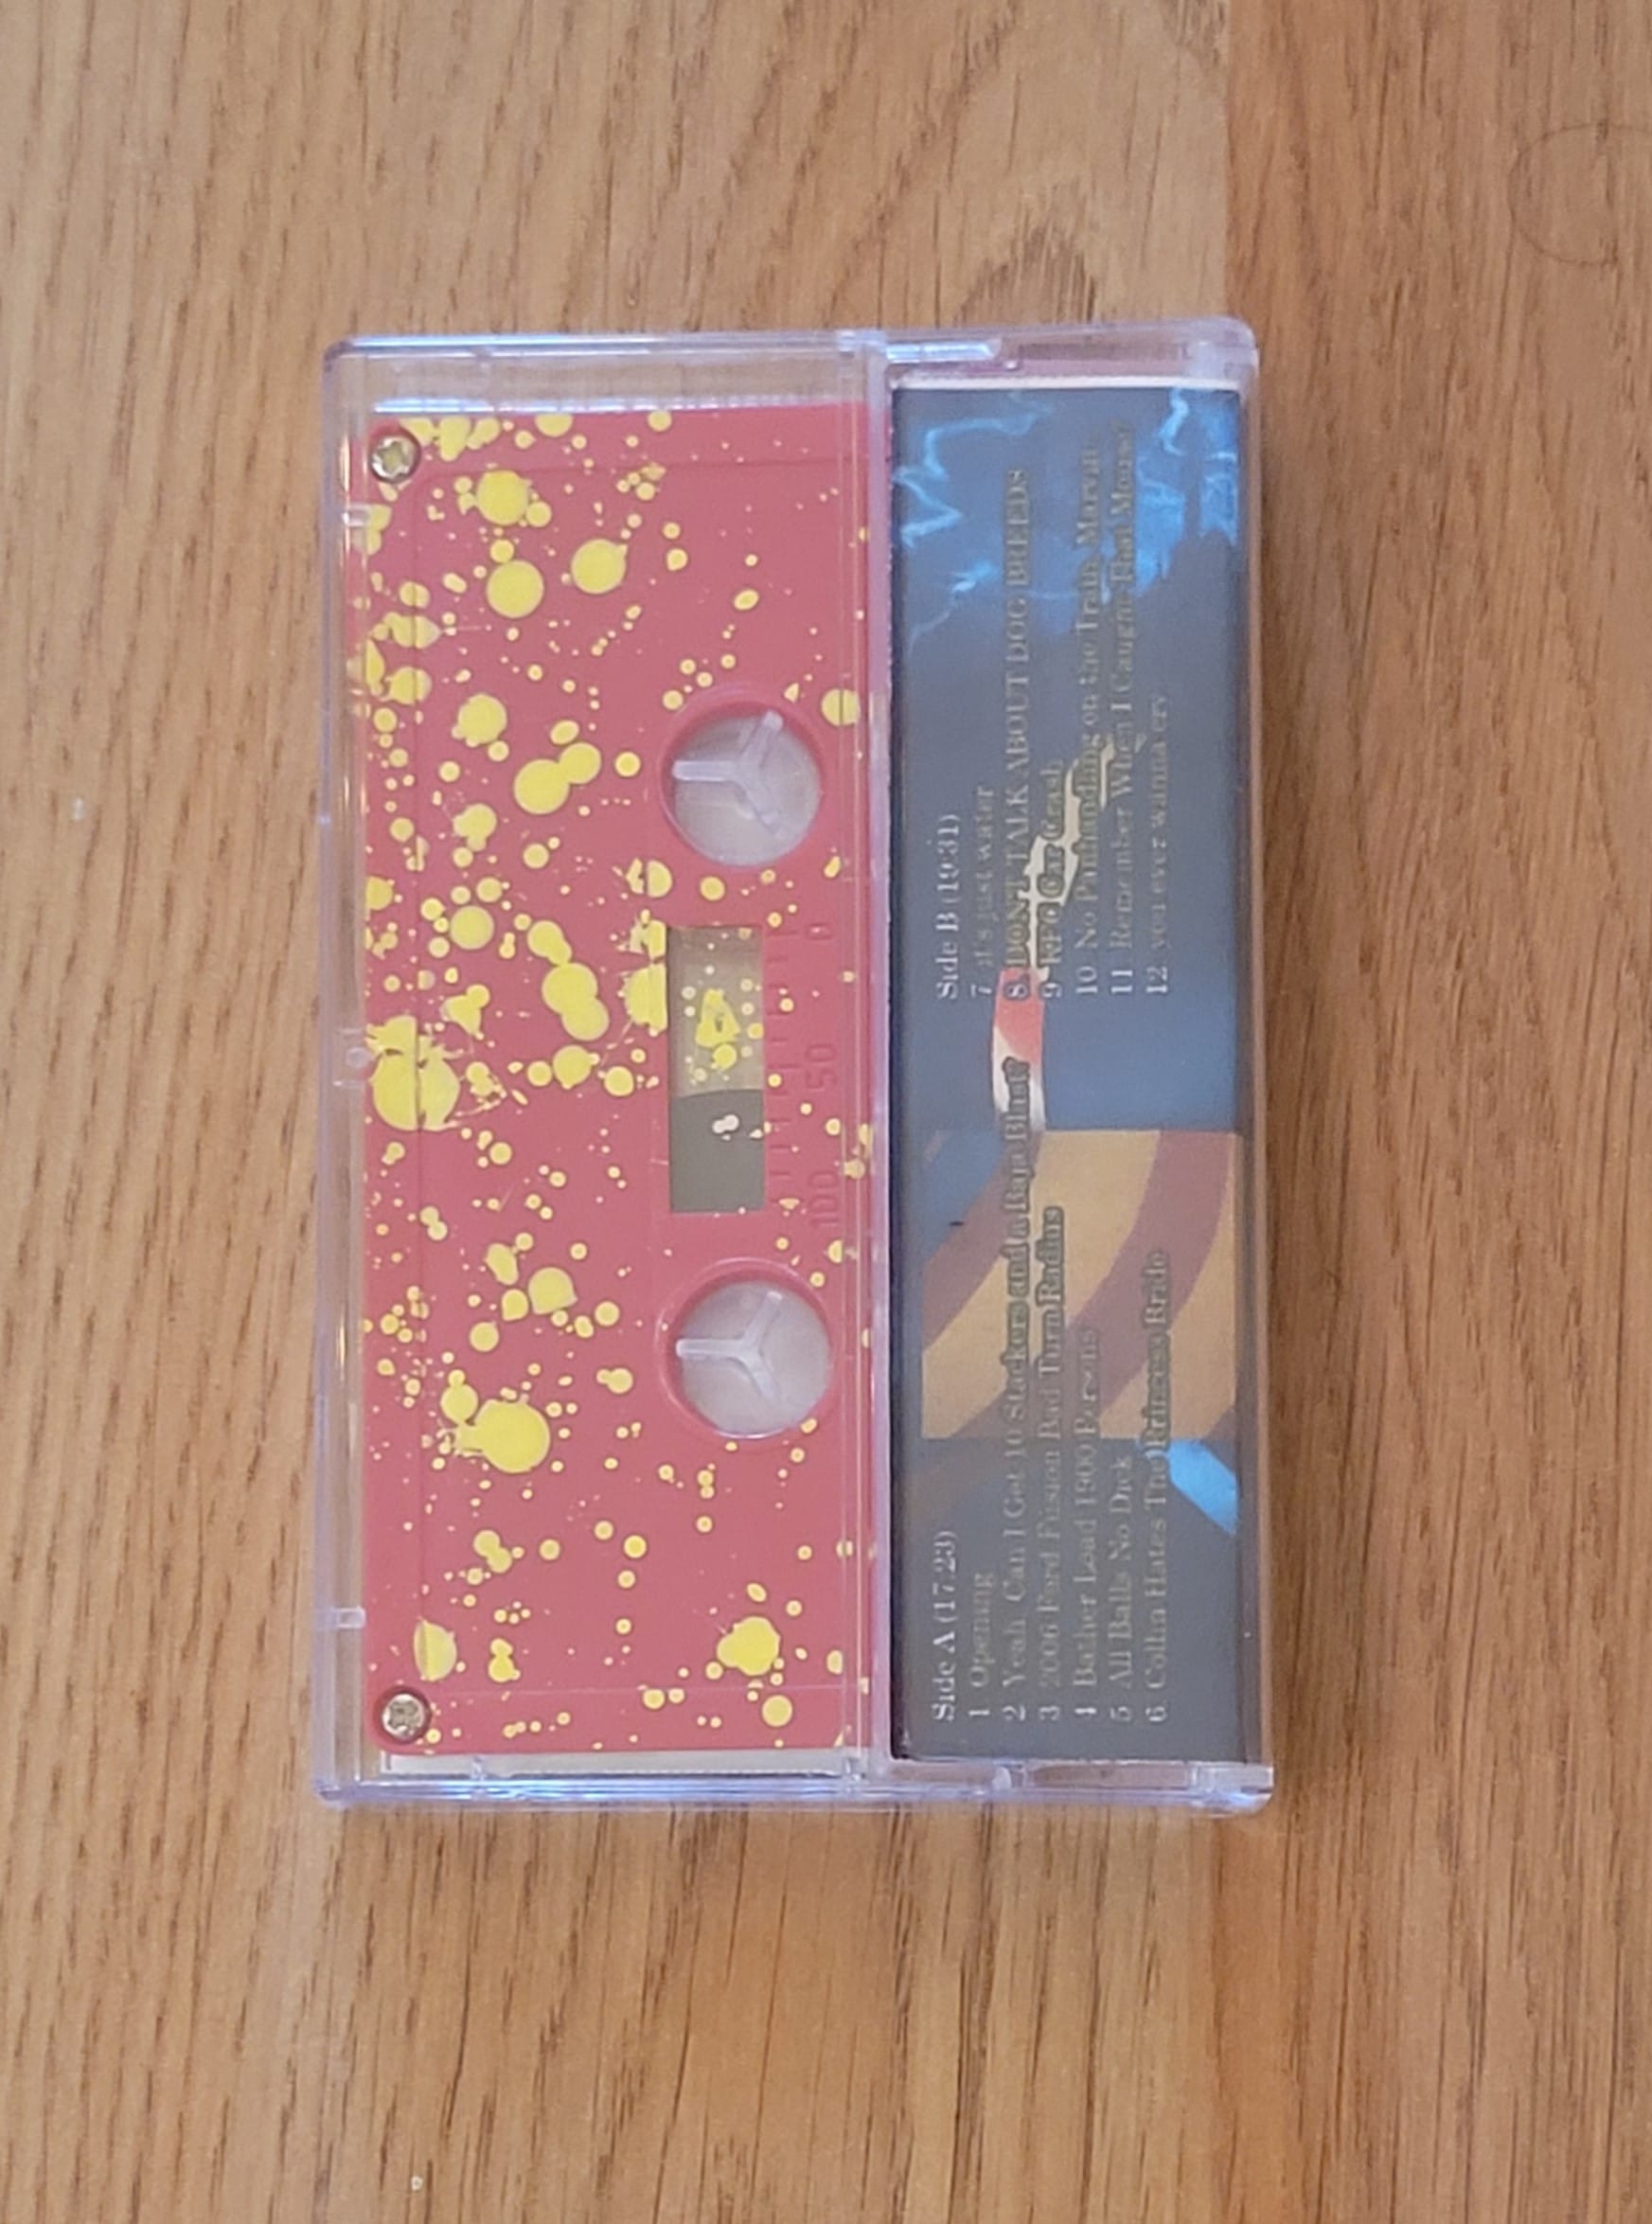 Side A (17:23)
1 Opening
2 Yeah Can I Get 10 Stackers and a Baja Blast?
3 2006 Ford Fusion Bad Turn Radius
4 Bather Load 1900 Persons
5 All Balls No Dick
6 Collin Hates The Princess Bride
Side B (19:31)
7 it's just water
8 DON'T TALK ABOUT DOG BREEDS
9 Car Crash
10 No Panhandling on the Train Marvin
11 Remember When I Caught That Mouse?
12 you ever wanna cry
100 50 0